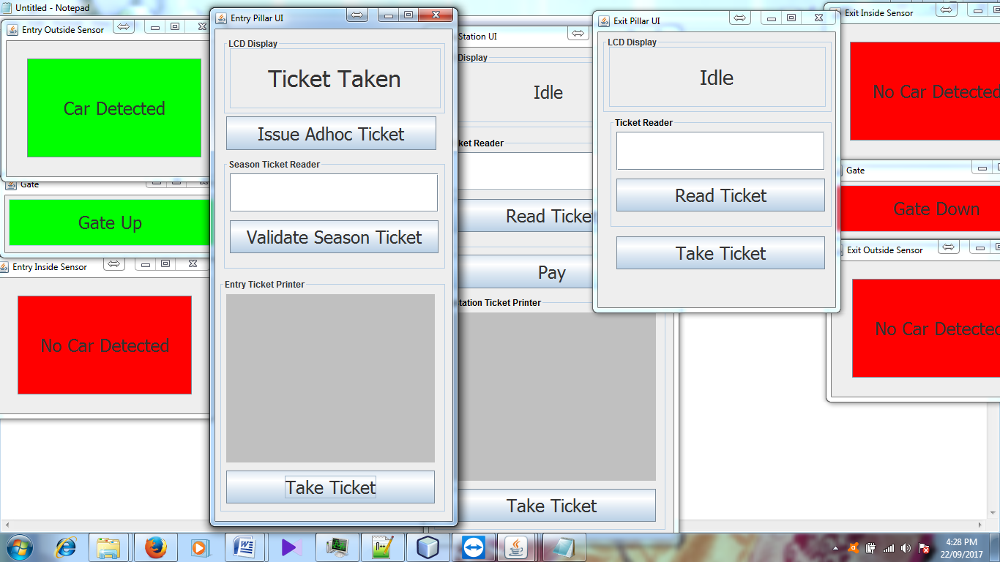 Untitled - Notepad
Entry Outside Sensor
Car Detected
Gate
Gate Up
Entry Inside Sensor
No Car Detected
Entry Pillar UI
LCD Display
Ticket Taken
Issue Adhoc Ticket
Season Ticket Reader
Validate Season Ticket
Entry Ticket Printer
Take Ticket
Station UI
Display
Idle
ket Reader
Read Ticket
Pay
tation Ticket Printer
Take Ticket
Exit Pillar UI
LCD Display
Idle
Ticket Reader
Read Ticket
Take Ticket
Exit Inside Sensor
No Car Detected
Gate
Gate Down
Exit Outside Sensor
No Car Detected
4:28 PM
22/09/2017